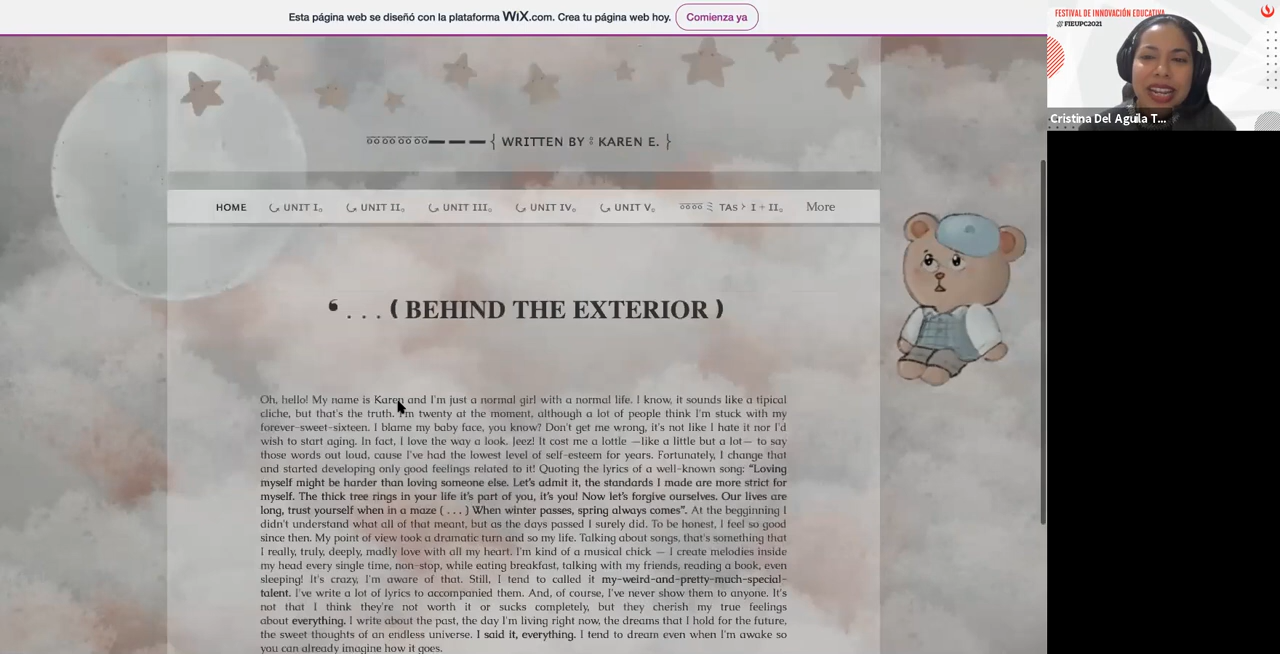 Esta página web se diseñó con la plataforma WiX.com. Crea tu página web hoy. Comienza ya
FESTIVAL DE INNOVACIÓN EDUCATIVA
#FIEUPC2021
Cristina Del Aguila T...
{ WRITTEN BY KAREN E. }
HOME UNIT I UNIT II UNIT III UNIT IV UNIT V TAS I + II More
. . . ( BEHIND THE EXTERIOR )
Oh, hello! My name is Karen and I'm just a normal girl with a normal life. I know, it sounds like a tipical
cliche, but that's the truth. I'm twenty at the moment, although a lot of people think I'm stuck with my
forever-sweet-sixteen. I blame my baby face, you know? Don't get me wrong, it's not like I hate it nor I'd
wish to start aging. In fact, I love the way a look. Jeez! It cost me a lottle —like a little but a lot— to say
those words out loud, cause I've had the lowest level of self-esteem for years. Fortunately, I change that
and started developing only good feelings related to it! Quoting the lyrics of a well-known song: “Loving
myself might be harder than loving someone else. Let's admit it, the standards I made are more strict for
myself. The thick tree rings in your life it's part of you, it's you! Now let's forgive ourselves. Our lives are
long, trust yourself when in a maze ( . . . ) When winter passes, spring always comes”. At the begginning I
didn't understand what all of that meant, but as the days passed I surely did. To be honest, I feel so good
since then. My point of view took a dramatic turn and so my life. Talking about songs, that's something that
I really, truly, deeply, madly love with all my heart. I'm kind of a musical chick — I create melodies inside
my head every single time, non-stop, while eating breakfast, talking with my friends, reading a book, even
sleeping! It's crazy, I'm aware of that. Still, I tend to called it my-weird-and-pretty-much-special-
talent. I've write a lot of lyrics to accompanied them. And, of course, I've never show them to anyone. It's
not that I think they're not worth it or sucks completely, but they cherish my true feelings
about everything. I write about the past, the day I'm living right now, the dreams that I hold for the future,
the sweet thoughts of an endless universe. I said it, everything. I tend to dream even when I'm awake so
you can already imagine how it goes.